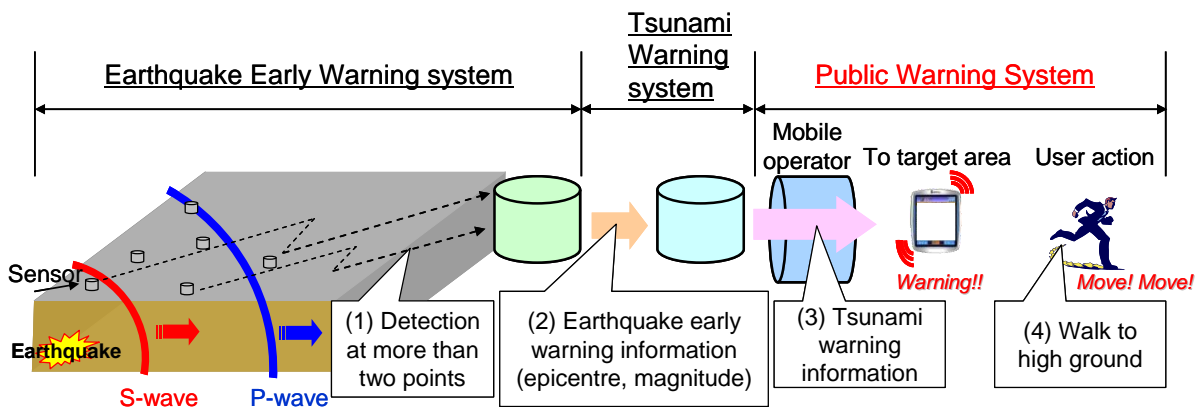 Earthquake Early Warning system
Tsunami
Warning
system
Public Warning System
Mobile
operator
To target area
User action
Sensor
Earthquake
S-wave
P-wave
(1) Detection
at more than
two points
(2) Earthquake early
warning information
(epicentre, magnitude)
(3) Tsunami
warning
information
Warning!!
Move! Move!
(4) Walk to
high ground